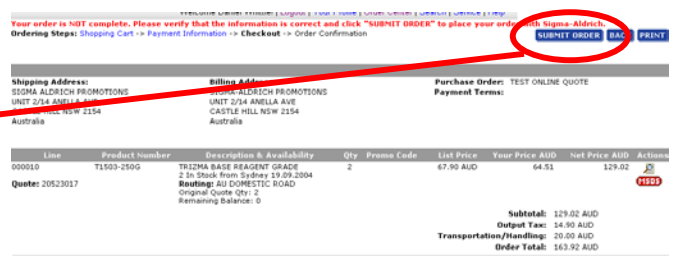 Welcome Daniel Whittier | Logout | Your Profile | Order Center | Search | Service | Help
Your order is NOT complete. Please verify that the information is correct and click "SUBMIT ORDER" to place your order with Sigma-Aldrich.
Ordering Steps: Shopping Cart -> Payment Information -> Checkout -> Order Confirmation
SUBMIT ORDER BACK PRINT
Shipping Address: Billing Address: Purchase Order: TEST ONLINE QUOTE
SIGMA ALDRICH PROMOTIONS SIGMA-ALDRICH PROMOTIONS Payment Terms:
UNIT 2/14 ANELLA AVE UNIT 2/14 ANELLA AVE
CASTLE HILL NSW 2154 CASTLE HILL NSW 2154
Australia Australia
Line Product Number Description & Availability Qty Promo Code List Price Your Price AUD Net Price AUD Actions
000010 T1503-250G TRIZMA BASE REAGENT GRADE 2 67.90 AUD 64.51 129.02
2 In Stock from Sydney 19.09.2004
Quote: 20523017 Routing: AU DOMESTIC ROAD MSDS
Original Quote Qty: 2
Remaining Balance: 0
Subtotal: 129.02 AUD
Output Tax: 14.90 AUD
Transportation/Handling: 20.00 AUD
Order Total: 163.92 AUD